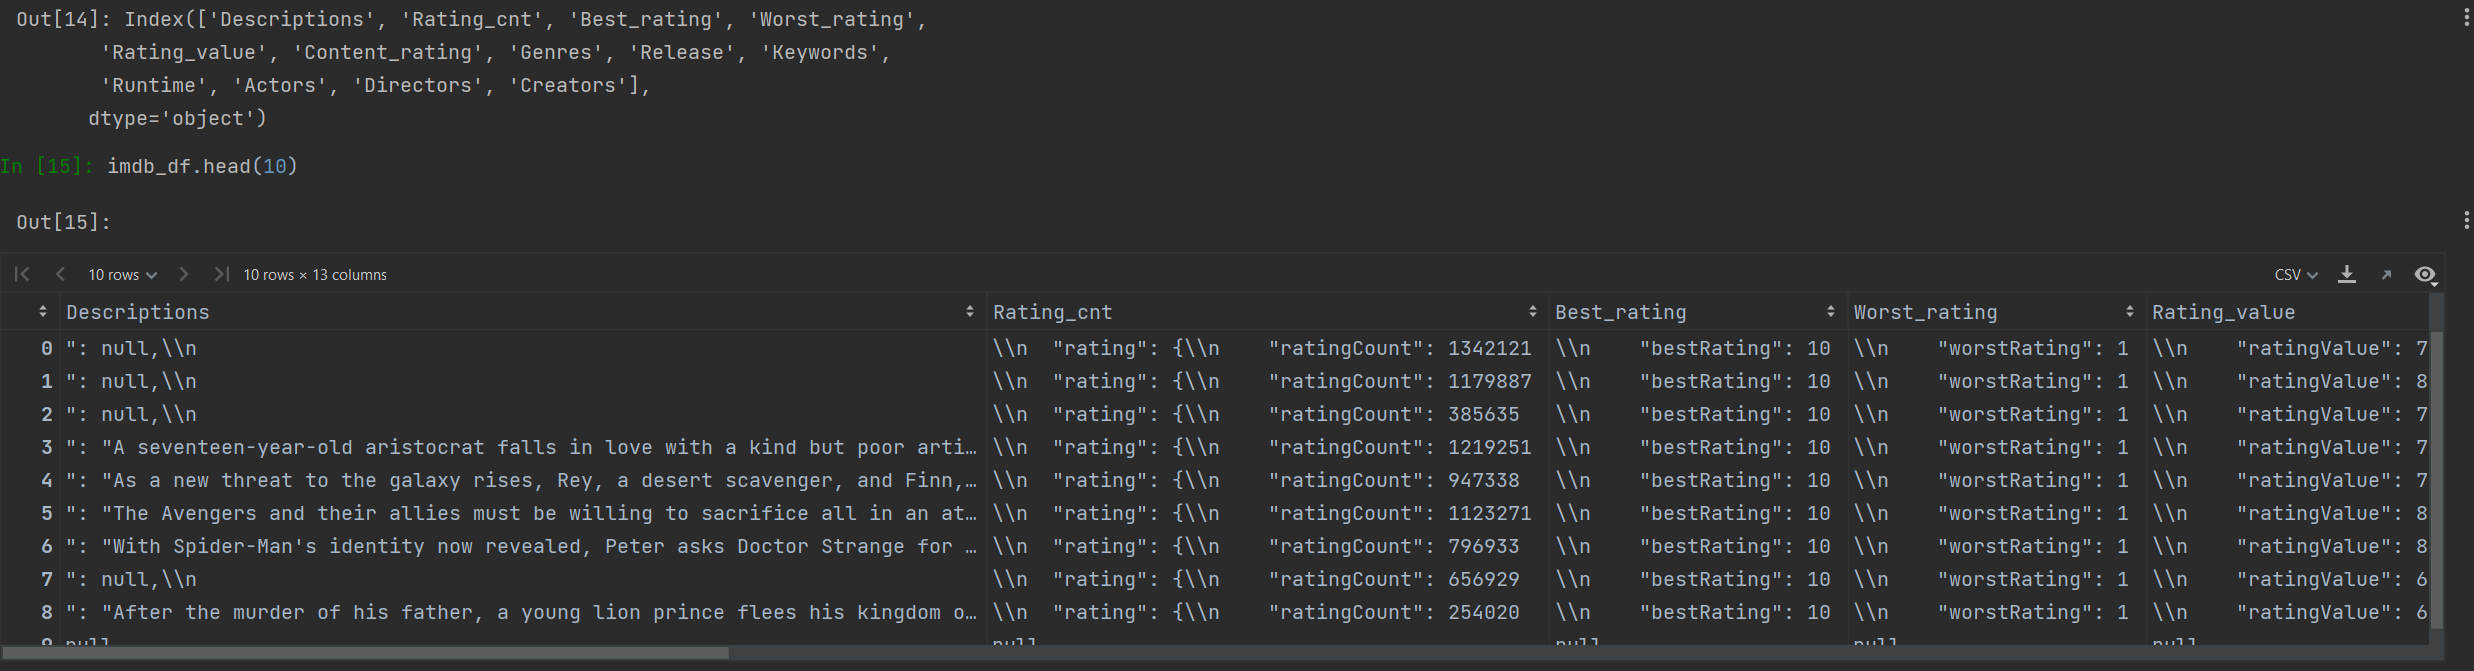 Out[14]: Index(['Descriptions', 'Rating_cnt', 'Best_rating', 'Worst_rating',
'Rating_value', 'Content_rating', 'Genres', 'Release', 'Keywords',
'Runtime', 'Actors', 'Directors', 'Creators'],
dtype='object')
In [15]: imdb_df.head(10)
Out[15]:
10 rows 10 rows × 13 columns CSV
Descriptions Rating_cnt Best_rating Worst_rating Rating_value
0 ": null,\\n \\n "rating": {\\n "ratingCount": 1342121 \\n "bestRating": 10 \\n "worstRating": 1 \\n "ratingValue": 7
1 ": null,\\n \\n "rating": {\\n "ratingCount": 1179887 \\n "bestRating": 10 \\n "worstRating": 1 \\n "ratingValue": 8
2 ": null,\\n \\n "rating": {\\n "ratingCount": 385635 \\n "bestRating": 10 \\n "worstRating": 1 \\n "ratingValue": 7
3 ": "A seventeen-year-old aristocrat falls in love with a kind but poor arti… \\n "rating": {\\n "ratingCount": 1219251 \\n "bestRating": 10 \\n "worstRating": 1 \\n "ratingValue": 7
4 ": "As a new threat to the galaxy rises, Rey, a desert scavenger, and Finn,… \\n "rating": {\\n "ratingCount": 947338 \\n "bestRating": 10 \\n "worstRating": 1 \\n "ratingValue": 7
5 ": "The Avengers and their allies must be willing to sacrifice all in an at… \\n "rating": {\\n "ratingCount": 1123271 \\n "bestRating": 10 \\n "worstRating": 1 \\n "ratingValue": 8
6 ": "With Spider-Man's identity now revealed, Peter asks Doctor Strange for … \\n "rating": {\\n "ratingCount": 796933 \\n "bestRating": 10 \\n "worstRating": 1 \\n "ratingValue": 8
7 ": null,\\n \\n "rating": {\\n "ratingCount": 656929 \\n "bestRating": 10 \\n "worstRating": 1 \\n "ratingValue": 6
8 ": "After the murder of his father, a young lion prince flees his kingdom o… \\n "rating": {\\n "ratingCount": 254020 \\n "bestRating": 10 \\n "worstRating": 1 \\n "ratingValue": 6
9 null null null null null